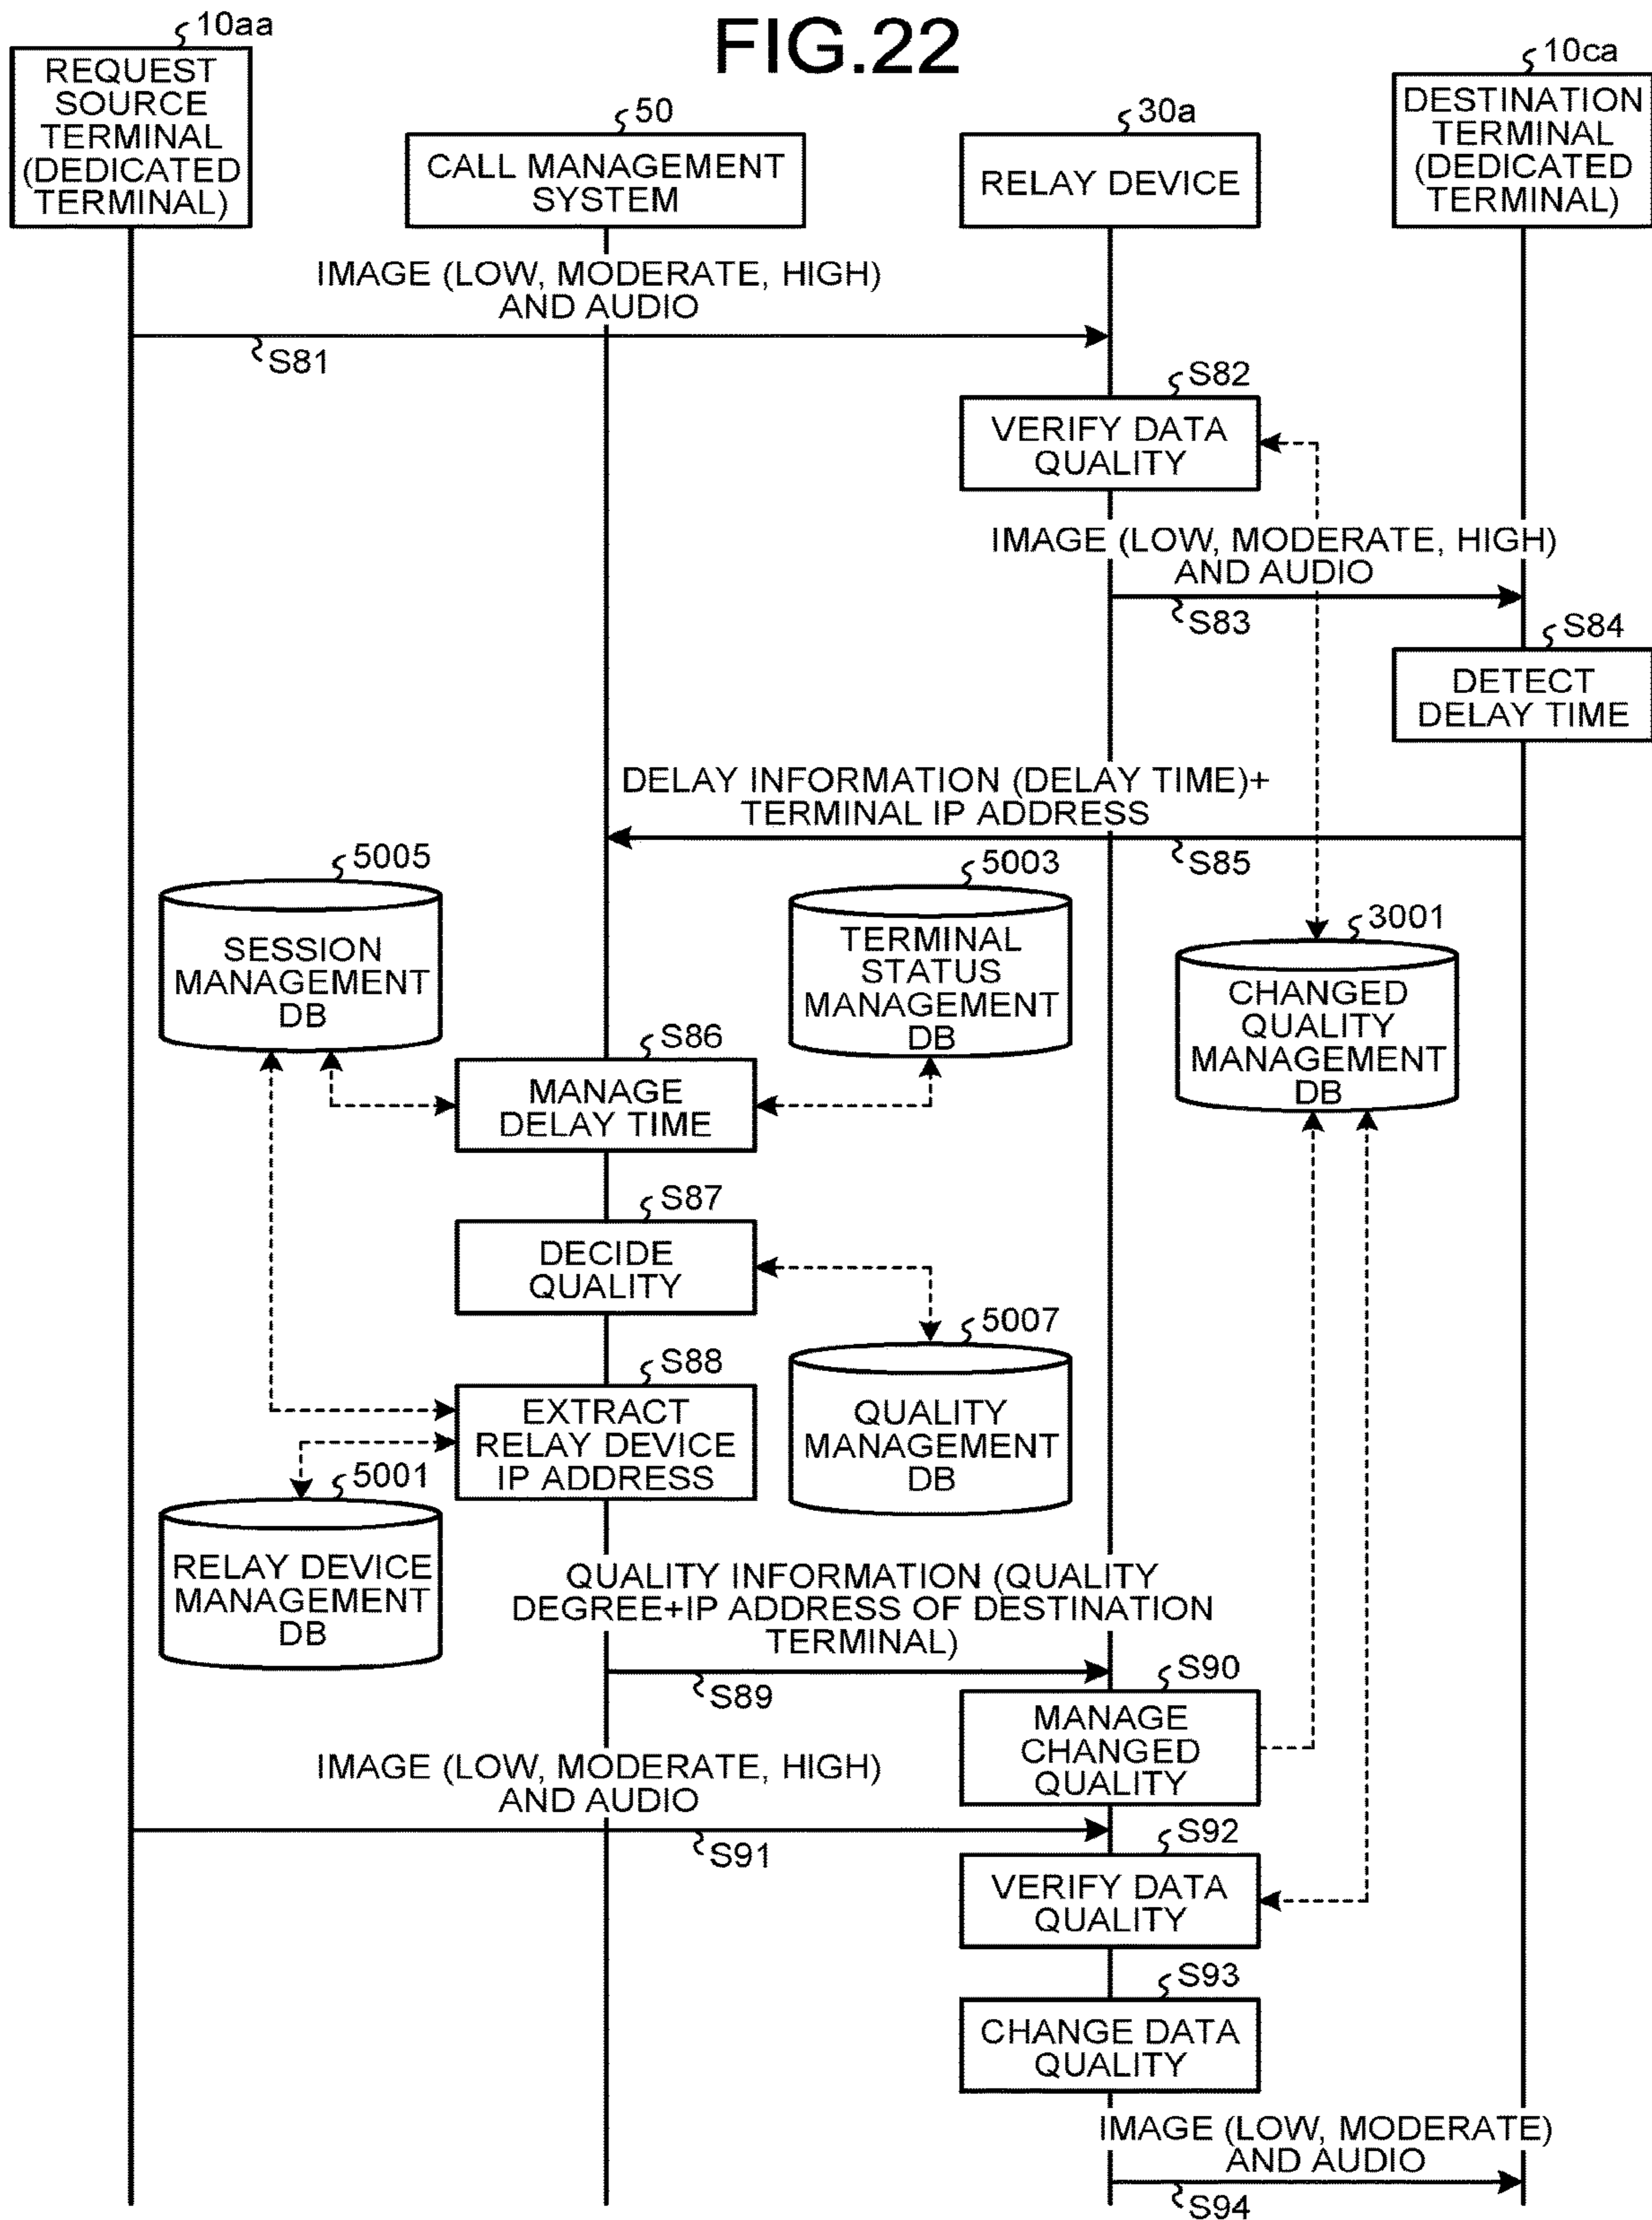 FIG.22
10aa
REQUEST
SOURCE
TERMINAL
(DEDICATED
TERMINAL)
50
CALL MANAGEMENT
SYSTEM
30a
RELAY DEVICE
10ca
DESTINATION
TERMINAL
(DEDICATED
TERMINAL)
IMAGE (LOW, MODERATE, HIGH)
AND AUDIO
S81
S82
VERIFY DATA
QUALITY
IMAGE (LOW, MODERATE, HIGH)
AND AUDIO
S83
S84
DETECT
DELAY TIME
DELAY INFORMATION (DELAY TIME)+
TERMINAL IP ADDRESS
S85
5005
SESSION
MANAGEMENT
DB
5003
TERMINAL
STATUS
MANAGEMENT
DB
3001
CHANGED
QUALITY
MANAGEMENT
DB
S86
MANAGE
DELAY TIME
S87
DECIDE
QUALITY
5007
QUALITY
MANAGEMENT
DB
S88
EXTRACT
RELAY DEVICE
IP ADDRESS
5001
RELAY DEVICE
MANAGEMENT
DB
QUALITY INFORMATION (QUALITY
DEGREE+IP ADDRESS OF DESTINATION
TERMINAL)
S89
S90
MANAGE
CHANGED
QUALITY
IMAGE (LOW, MODERATE, HIGH)
AND AUDIO
S91
S92
VERIFY DATA
QUALITY
S93
CHANGE DATA
QUALITY
IMAGE (LOW, MODERATE)
AND AUDIO
S94